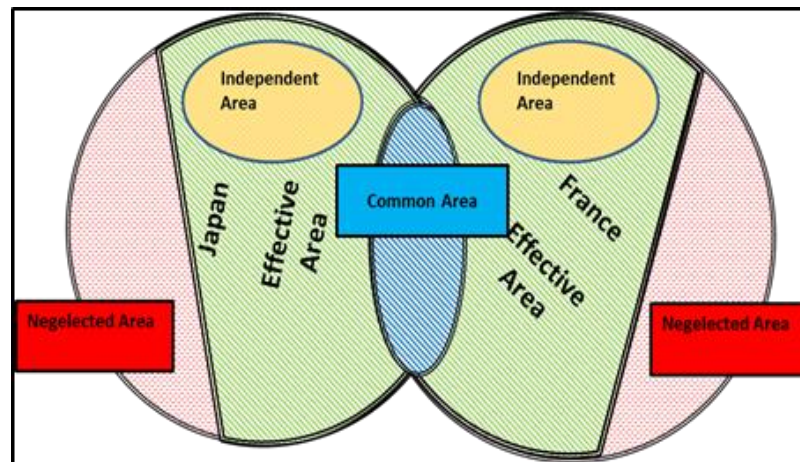 Independent
Area
Independent
Area
Japan
Effective
Area
Common Area
France
Effective
Area
Negelected Area
Negelected Area